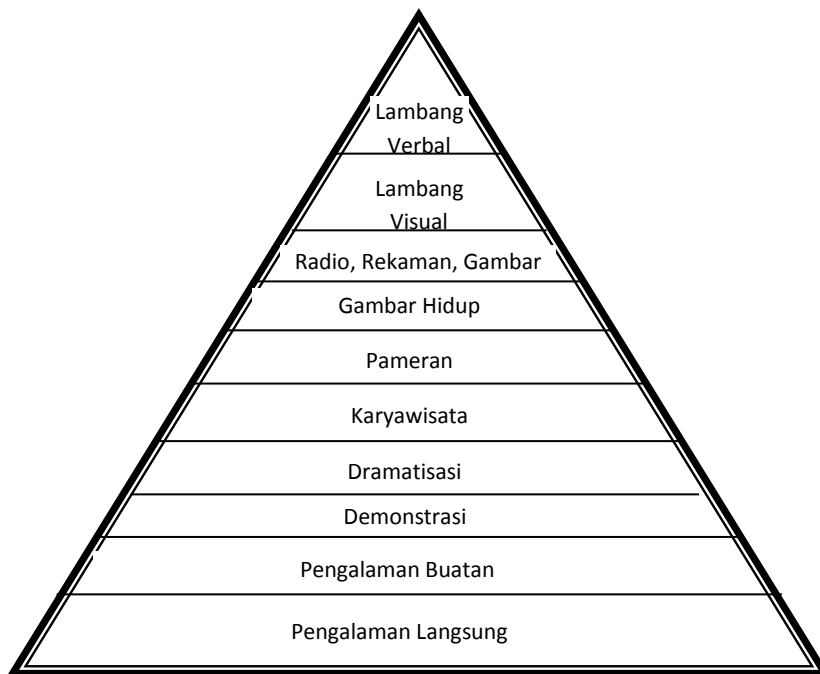 Lambang
Verbal
Lambang
Visual
Radio, Rekaman, Gambar
Gambar Hidup
Pameran
Karyawisata
Dramatisasi
Demonstrasi
Pengalaman Buatan
Pengalaman Langsung